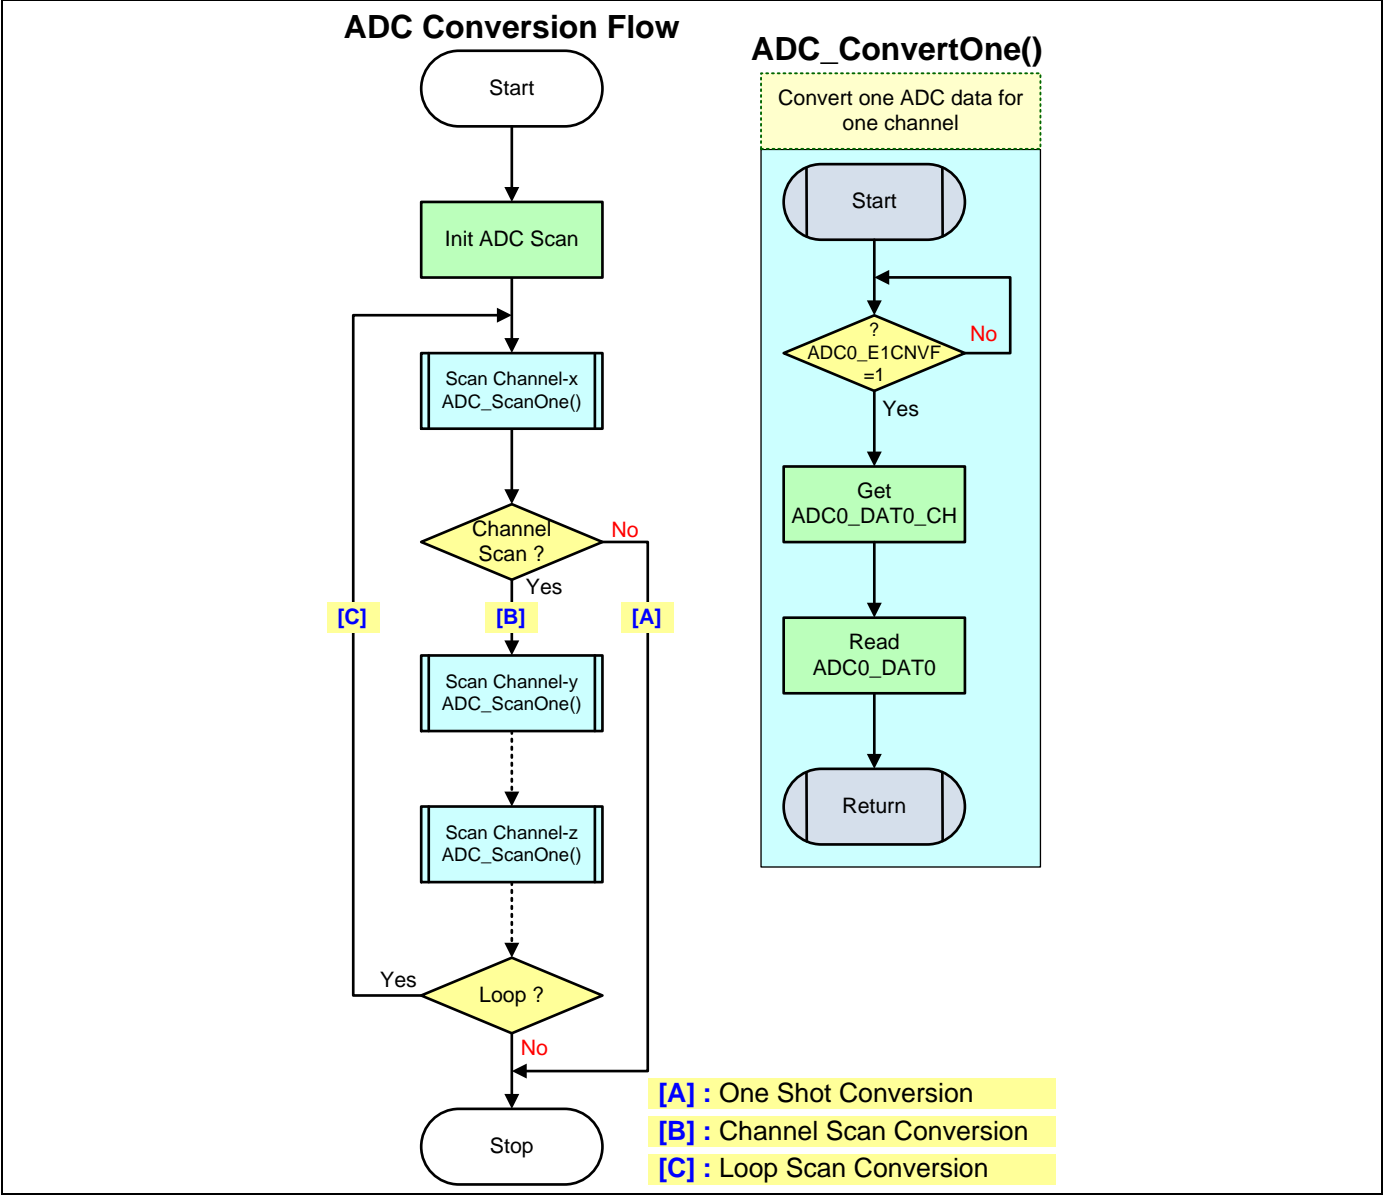 ADC Conversion Flow
Start
Init ADC Scan
Scan Channel-x
ADC_ScanOne()
Channel
Scan ?
No
Yes
[C]
[B]
[A]
Scan Channel-y
ADC_ScanOne()
Scan Channel-z
ADC_ScanOne()
Yes
Loop ?
No
Stop
ADC_ConvertOne()
Convert one ADC data for
one channel
Start
?
ADC0_E1CNVF
=1
No
Yes
Get
ADC0_DAT0_CH
Read
ADC0_DAT0
Return
[A] : One Shot Conversion
[B] : Channel Scan Conversion
[C] : Loop Scan Conversion